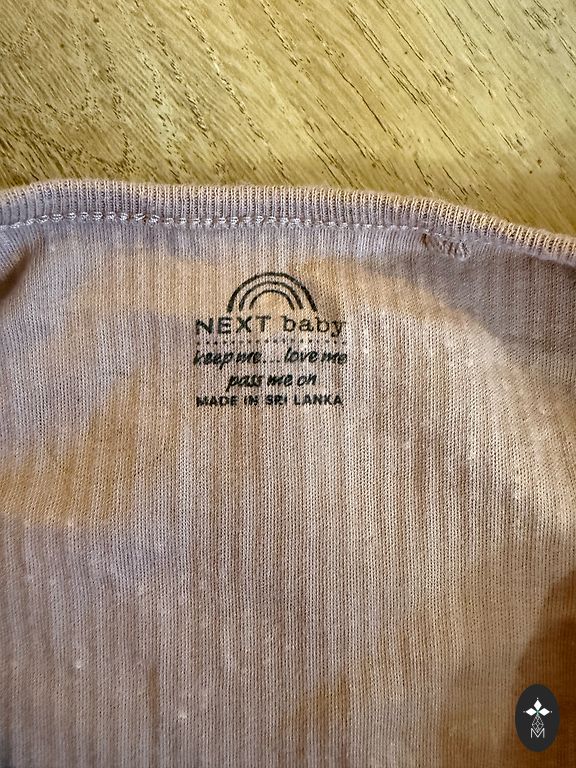 NEXT baby
keep me... love me
pass me on
MADE IN SRI LANKA
M